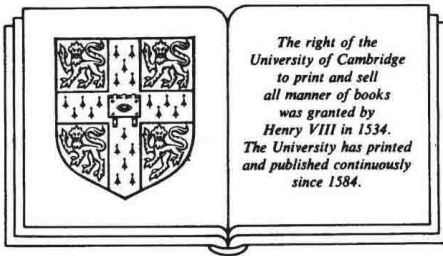 The right of the
University of Cambridge
to print and sell
all manner of books
was granted by
Henry VIII in 1534.
The University has printed
and published continuously
since 1584.